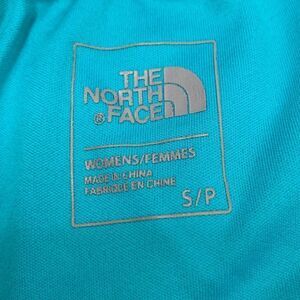 THE
NORTH
® FACE
WOMENS/FEMMES
MADE IN CHINA
FABRIQUÉ EN CHINE
S/P